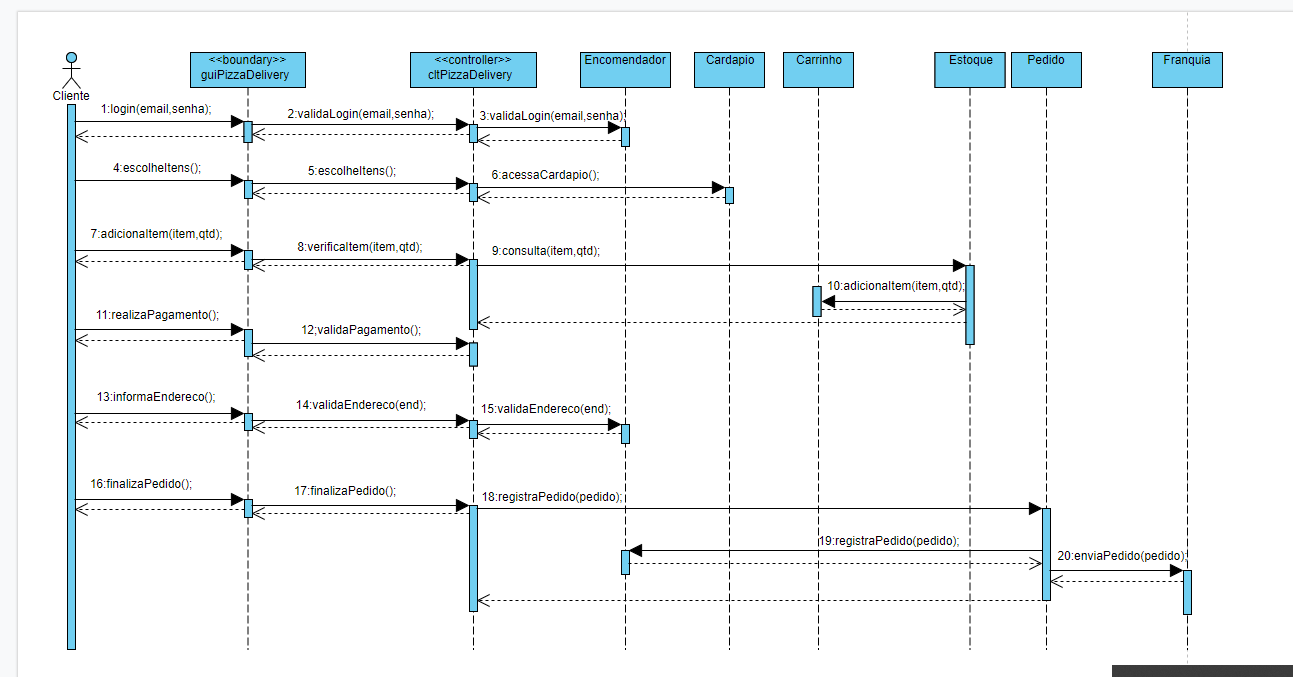 <<boundary>>
guiPizzaDelivery
<<controller>>
cltPizzaDelivery
Encomendador
Cardapio
Carrinho
Estoque
Pedido
Franquia
Cliente
1:login(email,senha);
2:validaLogin(email,senha);
3:validaLogin(email,senha);
4:escolheItens();
5:escolheItens();
6:acessaCardapio();
7:adicionaItem(item,qtd);
8:verificaItem(item,qtd);
9:consulta(item,qtd);
10:adicionaItem(item,qtd);
11:realizaPagamento();
12;validaPagamento();
13:informaEndereco();
14:validaEndereco(end);
15:validaEndereco(end);
16:finalizaPedido();
17:finalizaPedido();
18:registraPedido(pedido);
19:registraPedido(pedido);
20:enviaPedido(pedido);